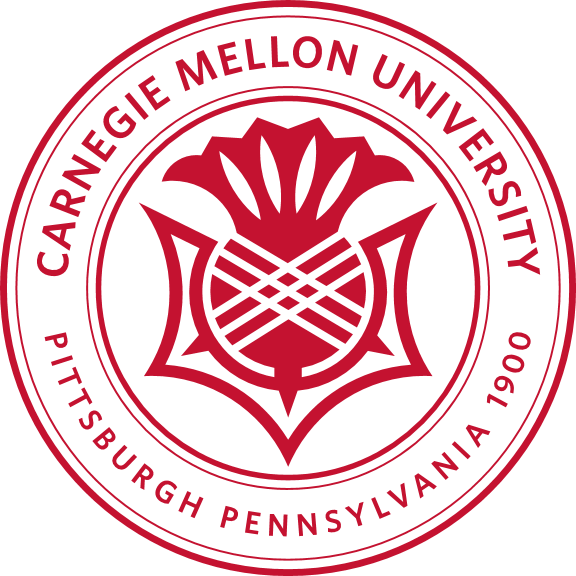 CARNEGIE MELLON UNIVERSITY
PITTSBURGH PENNSYLVANIA 1900